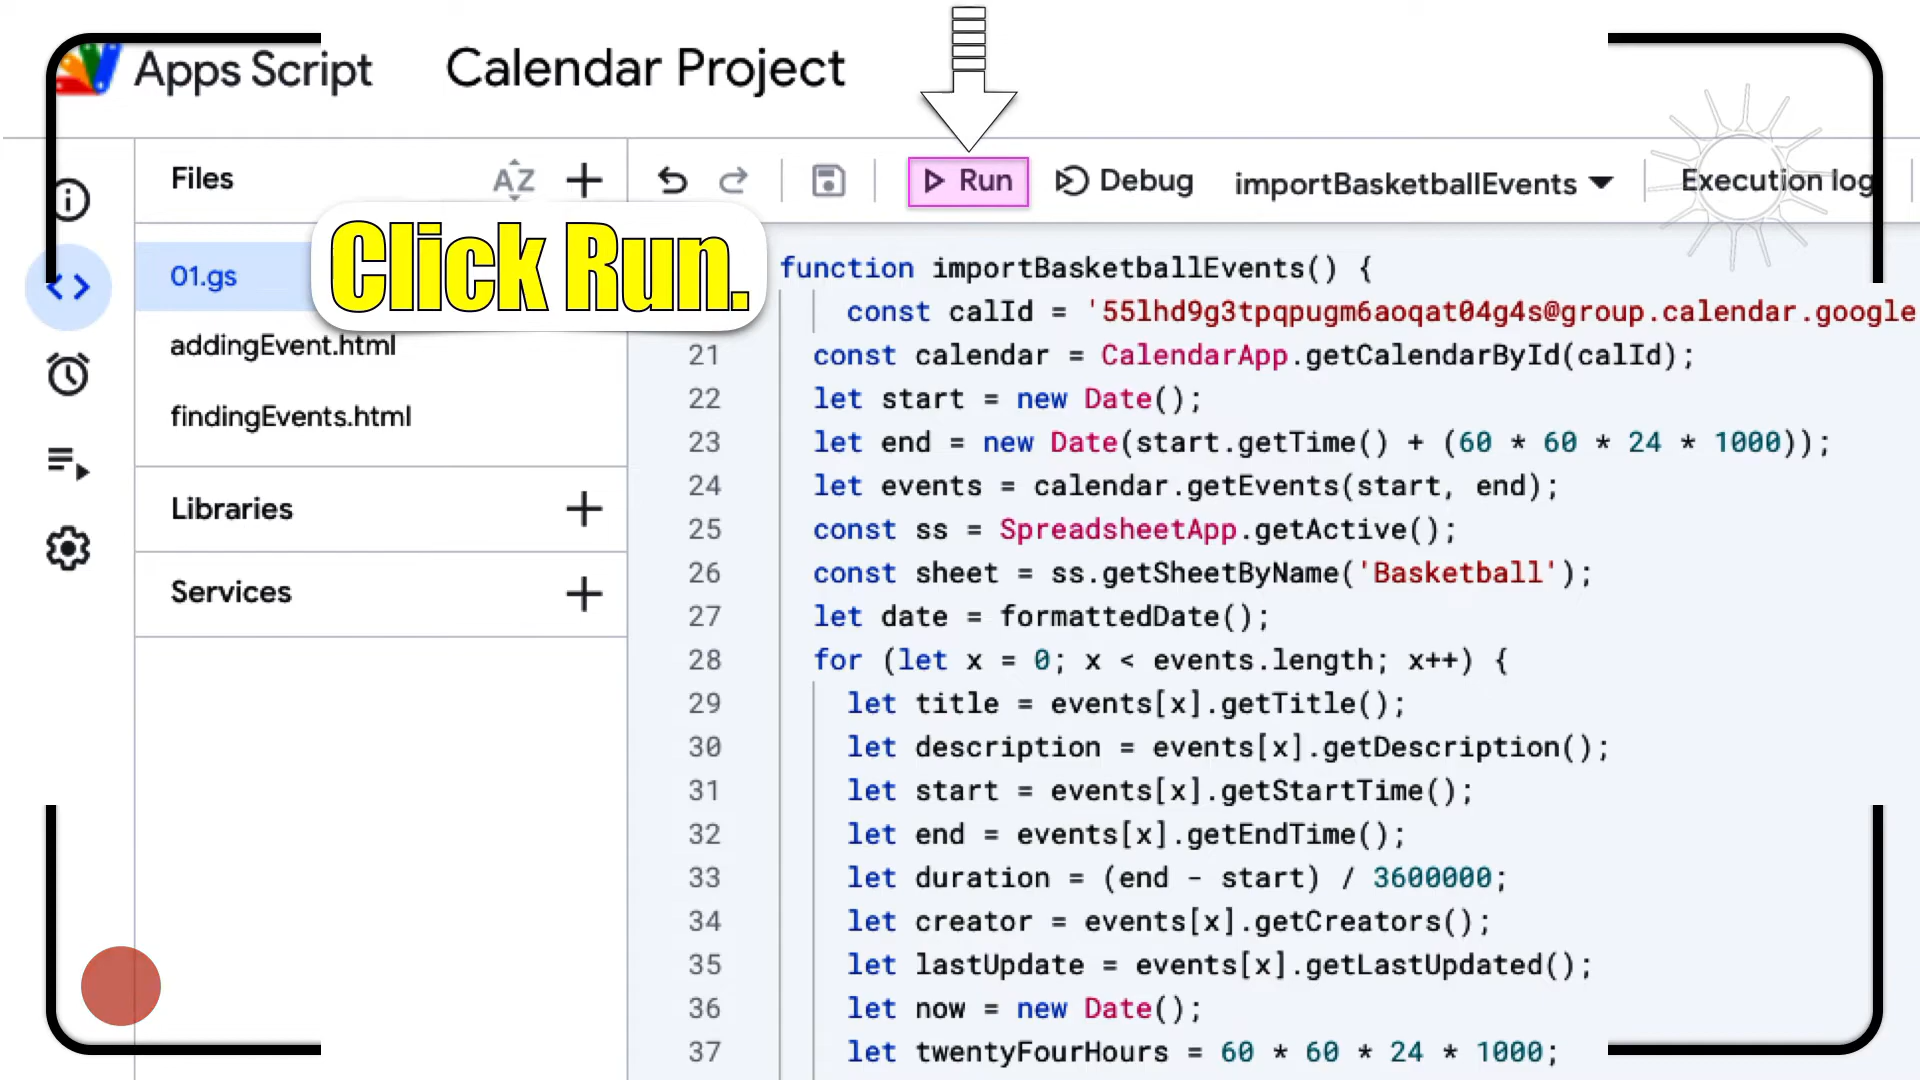 Apps Script
Calendar Project
Files
AZ
Run
Debug
importBasketballEvents
Execution log
01.gs
Click Run.
addingEvent.html
findingEvents.html
Libraries
Services
function importBasketballEvents() {
const calId = '55lhd9g3tpqpugm6aoqat04g4s@group.calendar.google
21 const calendar = CalendarApp.getCalendarById(calId);
22 let start = new Date();
23 let end = new Date(start.getTime() + (60 * 60 * 24 * 1000));
24 let events = calendar.getEvents(start, end);
25 const ss = SpreadsheetApp.getActive();
26 const sheet = ss.getSheetByName('Basketball');
27 let date = formattedDate();
28 for (let x = 0; x < events.length; x++) {
29 let title = events[x].getTitle();
30 let description = events[x].getDescription();
31 let start = events[x].getStartTime();
32 let end = events[x].getEndTime();
33 let duration = (end - start) / 3600000;
34 let creator = events[x].getCreators();
35 let lastUpdate = events[x].getLastUpdated();
36 let now = new Date();
37 let twentyFourHours = 60 * 60 * 24 * 1000;